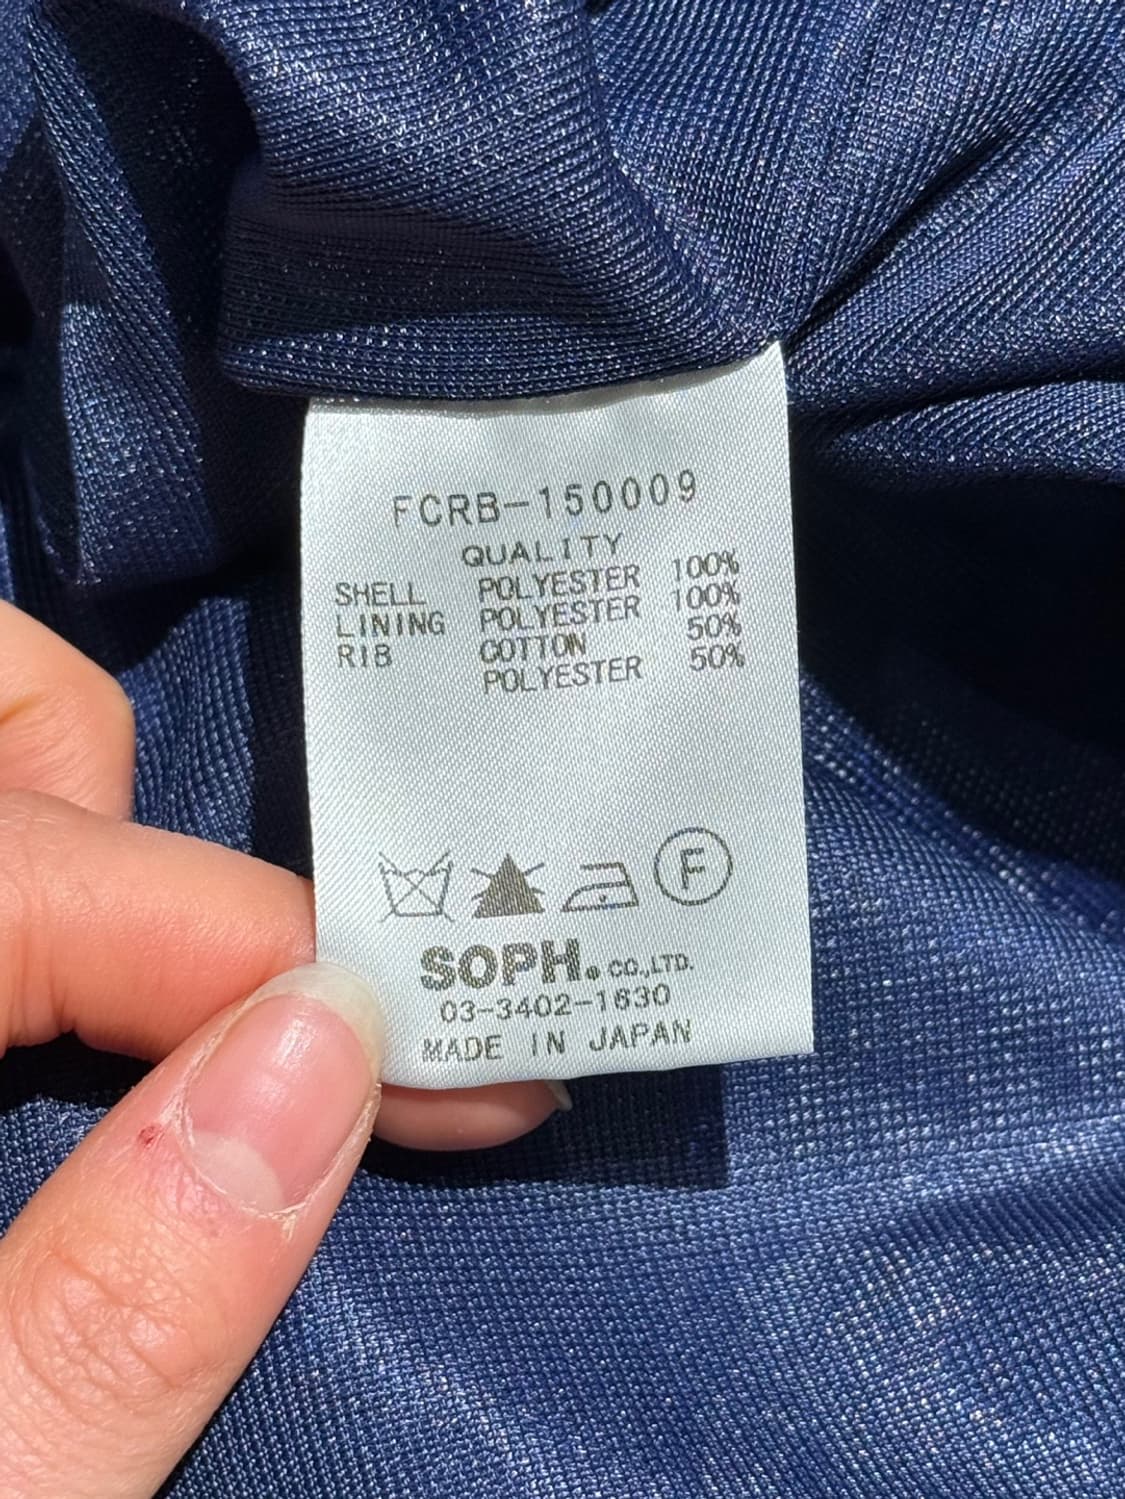 FCRB-150009
QUALITY
SHELL POLYESTER 100%
LINING POLYESTER 100%
RIB COTTON 50%
POLYESTER 50%
F
SOPH. CO.,LTD.
03-3402-1630
MADE IN JAPAN